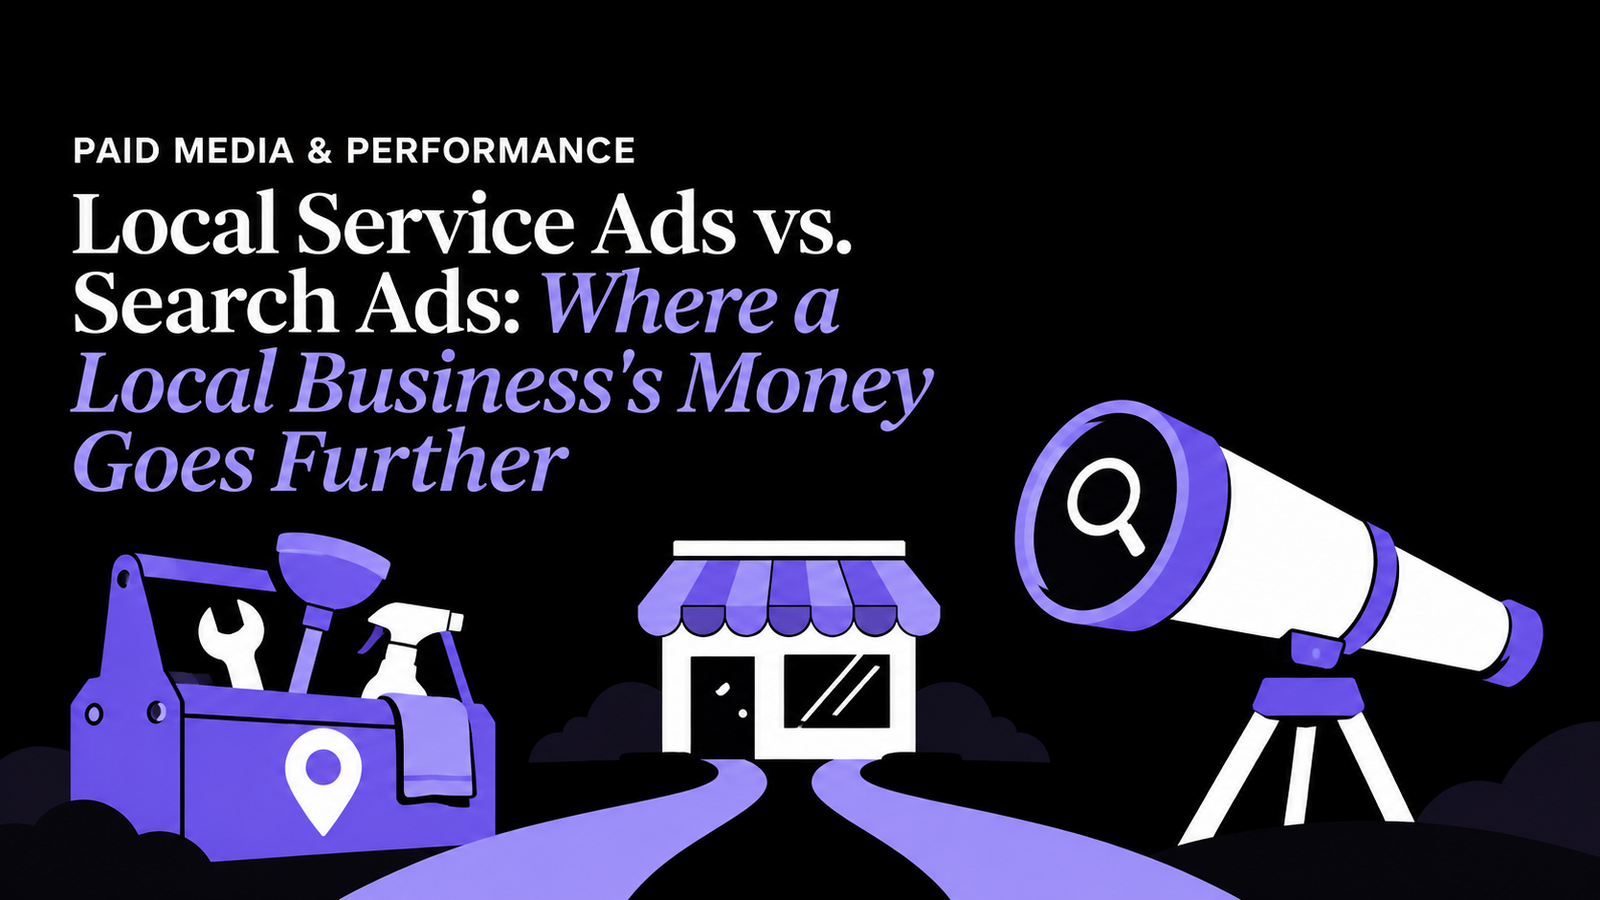 PAID MEDIA & PERFORMANCE
Local Service Ads vs.
Search Ads: Where a
Local Business's Money
Goes Further